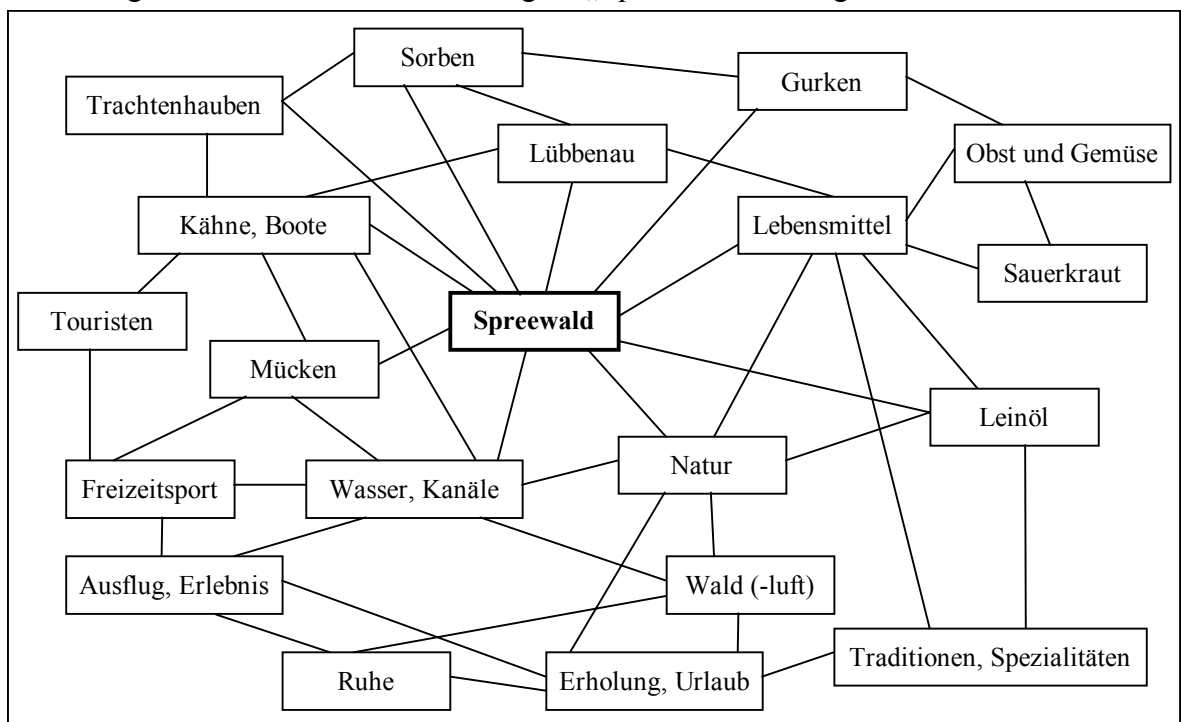 Sorben
Gurken
Trachtenhauben
Lübbenau
Obst und Gemüse
Kähne, Boote
Lebensmittel
Sauerkraut
Touristen
Spreewald
Mücken
Leinöl
Natur
Freizeitsport
Wasser, Kanäle
Ausflug, Erlebnis
Wald (-luft)
Traditionen, Spezialitäten
Ruhe
Erholung, Urlaub